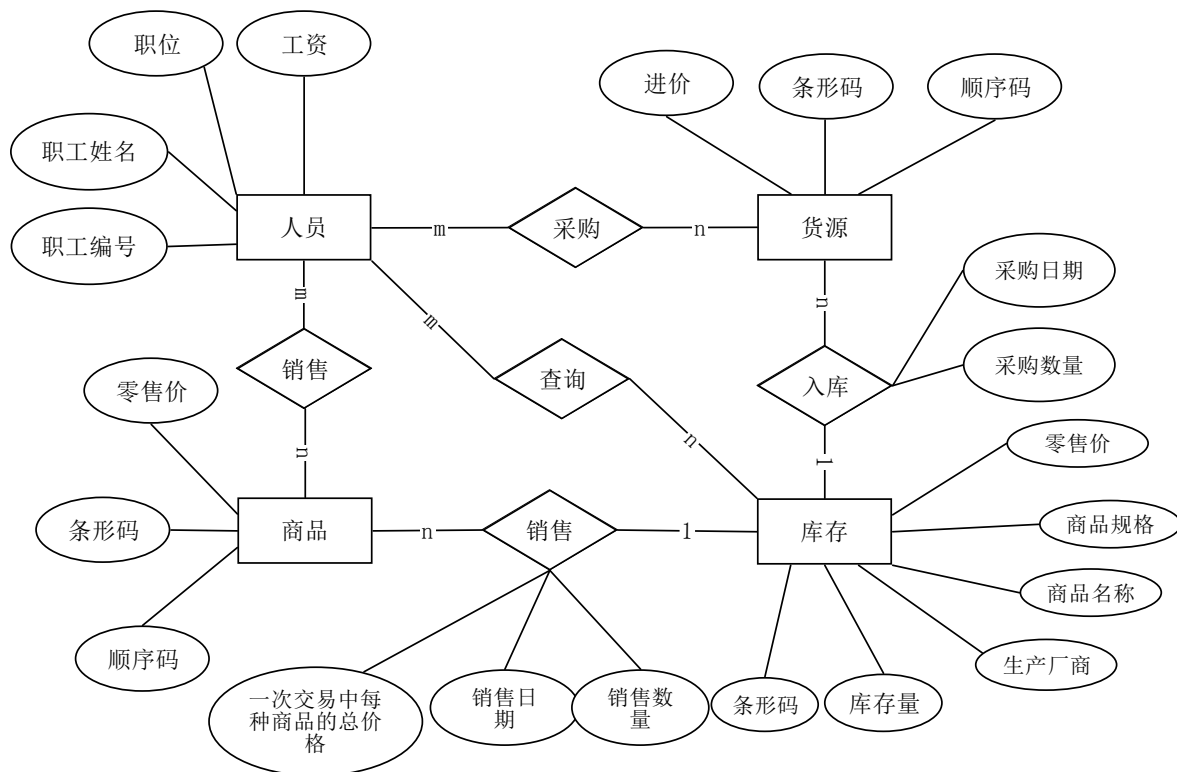 职位
工资
进价
条形码
顺序码
职工姓名
职工编号
人员
m
采购
n
货源
采购日期
采购数量
m
m
n
销售
查询
入库
零售价
n
n
1
零售价
条形码
商品
n
销售
1
库存
商品规格
商品名称
生产厂商
顺序码
一次交易中每
种商品的总价
格
销售日
期
销售数
量
条形码
库存量